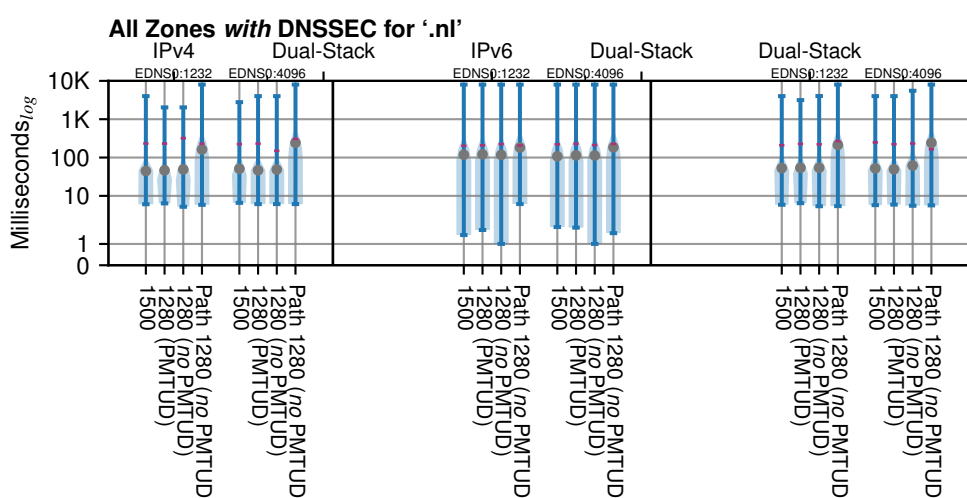 All Zones with DNSSEC for ‘.nl’
IPv4 Dual-Stack IPv6 Dual-Stack Dual-Stack
EDNS0:1232 EDNS0:4096 EDNS0:1232 EDNS0:4096 EDNS0:1232 EDNS0:4096
Millisecondslog
10K
1K
100
10
1
0
1500
1280 (PMTUD)
1280 (no PMTUD)
Path 1280 (no PMTUD)
1500
1280 (PMTUD)
1280 (no PMTUD)
Path 1280 (no PMTUD)
1500
1280 (PMTUD)
1280 (no PMTUD)
Path 1280 (no PMTUD)
1500
1280 (PMTUD)
1280 (no PMTUD)
Path 1280 (no PMTUD)
1500
1280 (PMTUD)
1280 (no PMTUD)
Path 1280 (no PMTUD)
1500
1280 (PMTUD)
1280 (no PMTUD)
Path 1280 (no PMTUD)